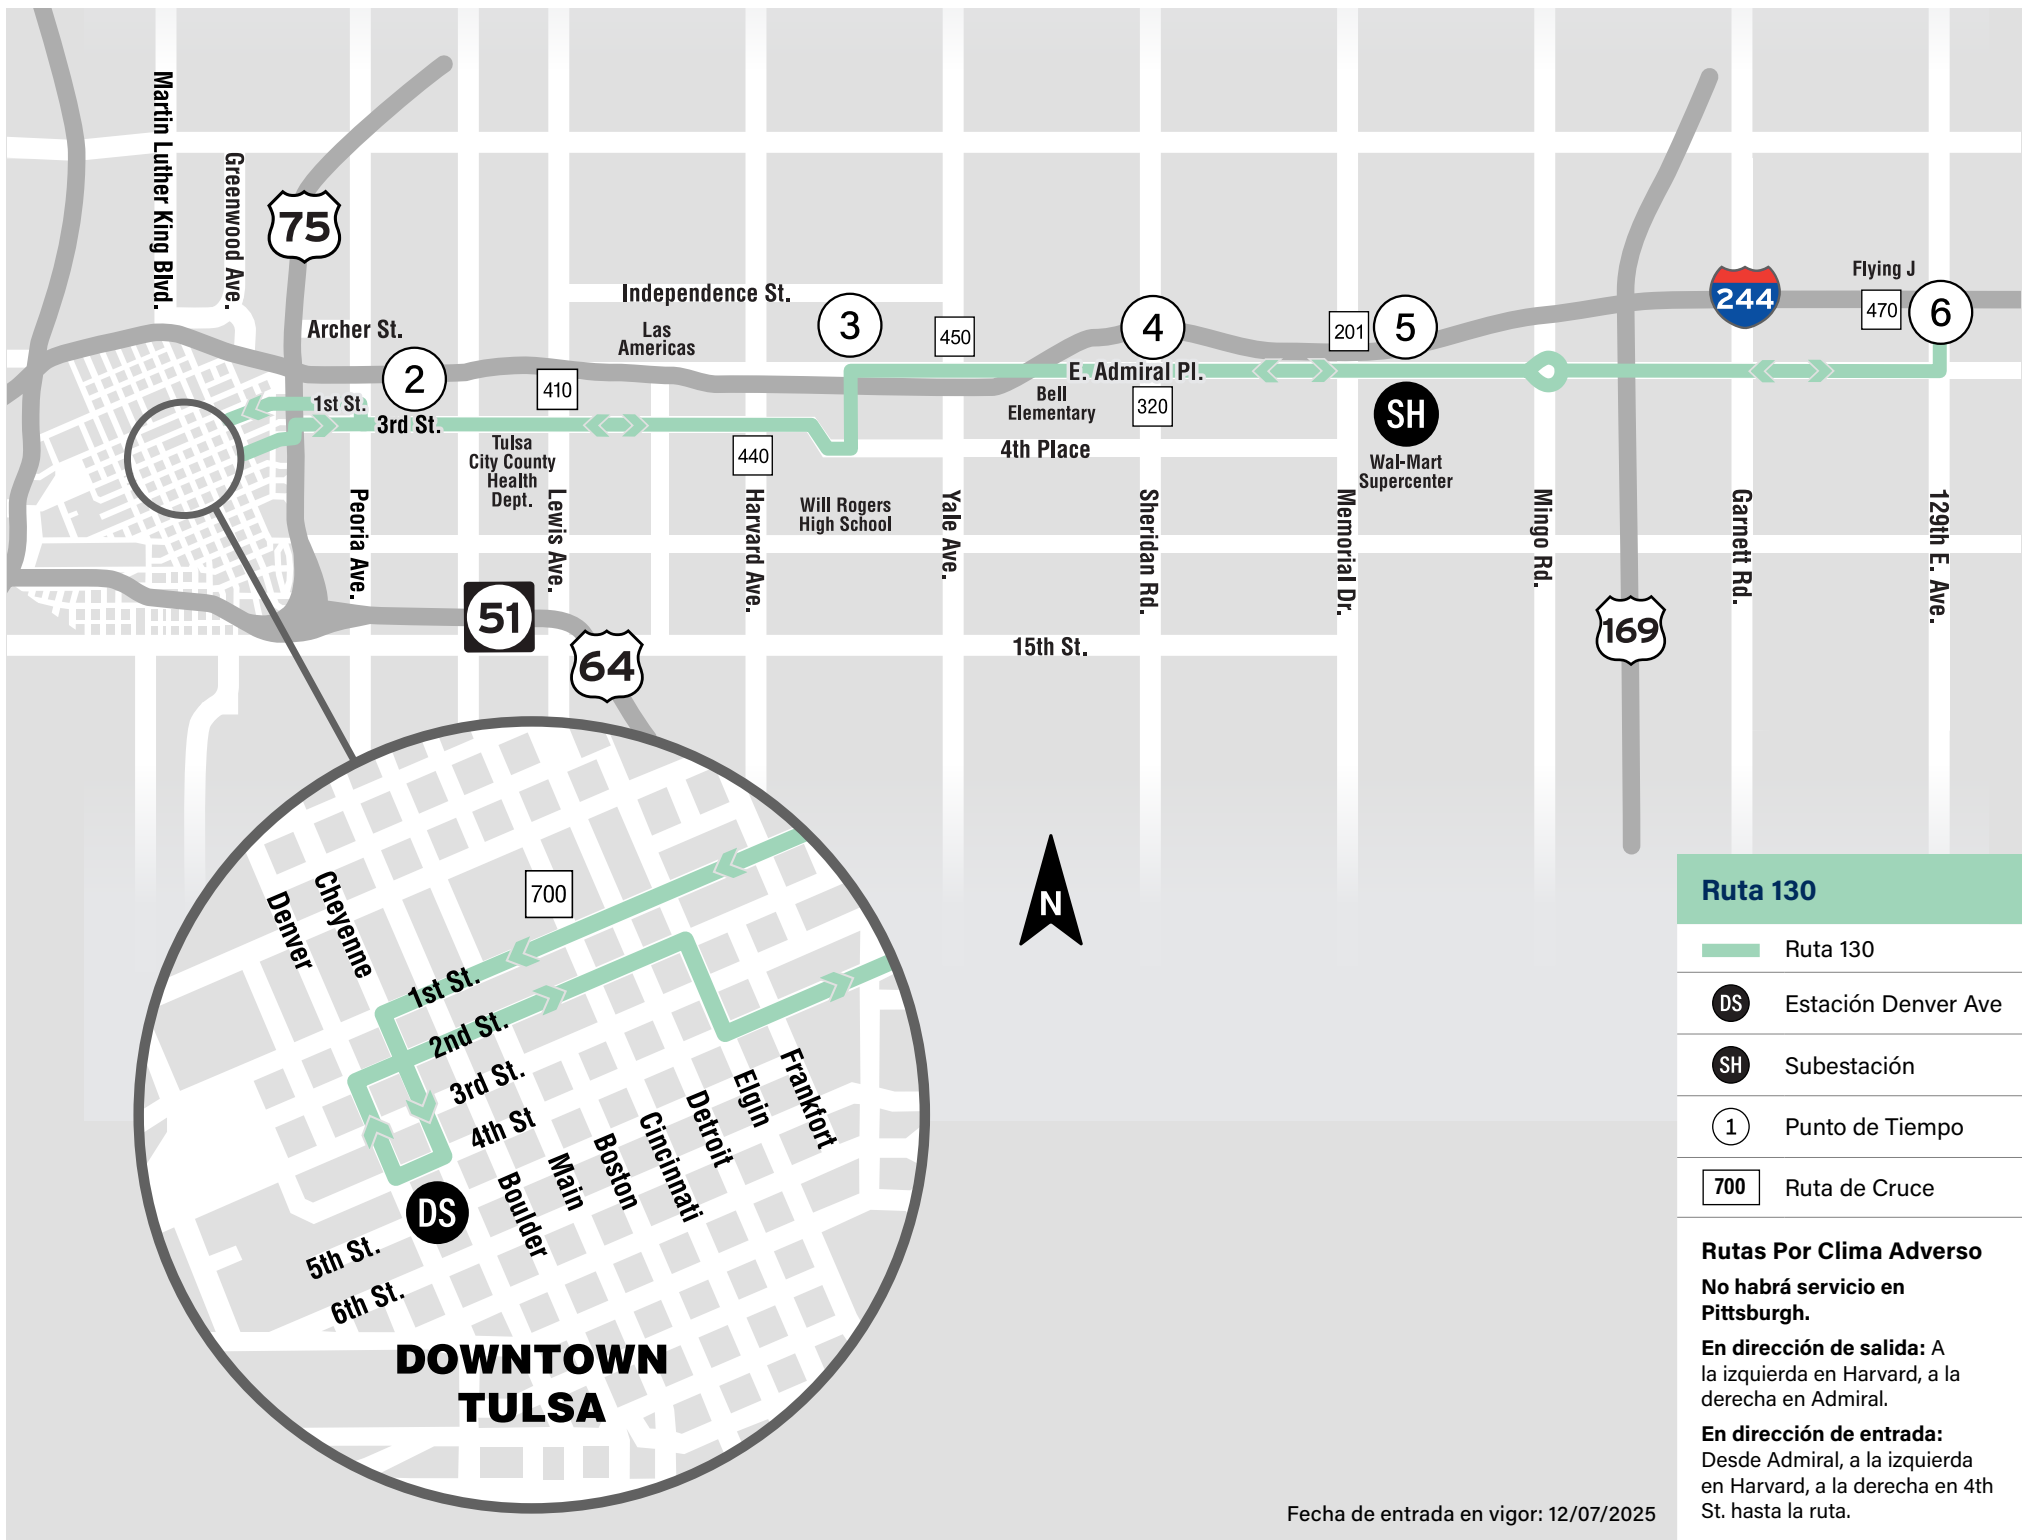 Martin Luther King Blvd.
Greenwood Ave.
75
Independence St.
Archer St.
Las
Americas
2
3
450
4
201
5
244
Flying J
470
6
410
E. Admiral Pl.
1st St.
3rd St.
Bell
Elementary
320
SH
Tulsa
City County
Health
Dept.
440
4th Place
Wal-Mart
Supercenter
Will Rogers
High School
Peoria Ave.
Lewis Ave.
Harvard Ave.
Yale Ave.
Sheridan Rd.
Memorial Dr.
Mingo Rd.
Garnett Rd.
129th E. Ave.
51
64
15th St.
169
700
Denver
Cheyenne
1st St.
2nd St.
3rd St.
4th St
Boulder
Main
Boston
Cincinnati
Detroit
Elgin
Frankfort
DS
5th St.
6th St.
DOWNTOWN
TULSA
N
Ruta 130
Ruta 130
DS Estación Denver Ave
SH Subestación
1 Punto de Tiempo
700 Ruta de Cruce
Rutas Por Clima Adverso
No habrá servicio en
Pittsburgh.
En dirección de salida: A
la izquierda en Harvard, a la
derecha en Admiral.
En dirección de entrada:
Desde Admiral, a la izquierda
en Harvard, a la derecha en 4th
St. hasta la ruta.
Fecha de entrada en vigor: 12/07/2025